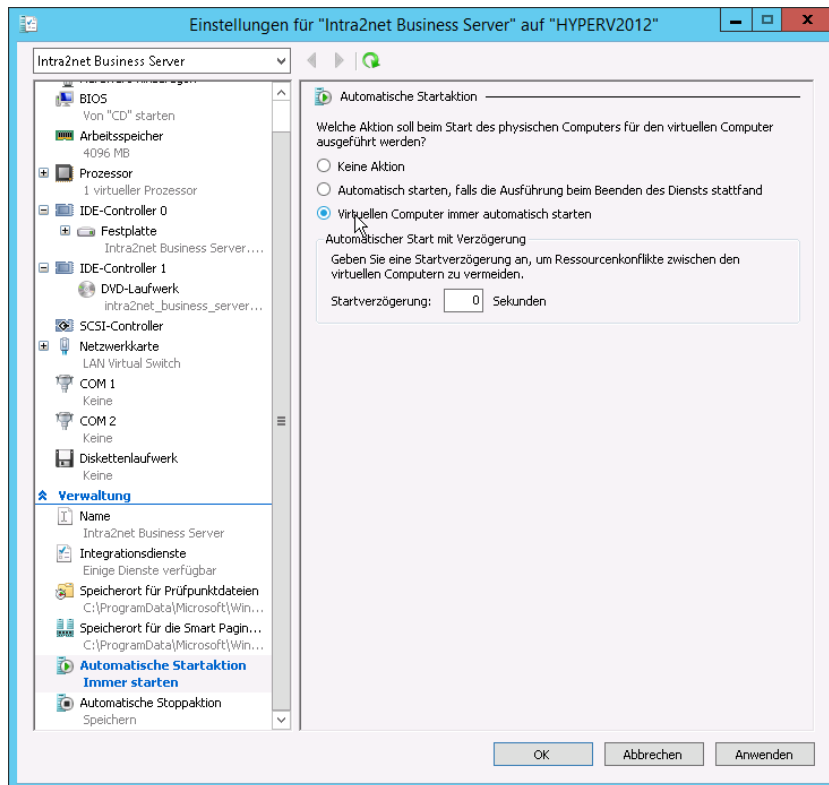 Einstellungen für "Intra2net Business Server" auf "HYPERV2012"
Intra2net Business Server
Hardware hinzufügen
BIOS
Von "CD" starten
Arbeitsspeicher
4096 MB
Prozessor
1 virtueller Prozessor
IDE-Controller 0
Festplatte
Intra2net Business Server....
IDE-Controller 1
DVD-Laufwerk
intra2net_business_server...
SCSI-Controller
Netzwerkkarte
LAN Virtual Switch
COM 1
Keine
COM 2
Keine
Diskettenlaufwerk
Keine
Verwaltung
Name
Intra2net Business Server
Integrationsdienste
Einige Dienste verfügbar
Speicherort für Prüfpunktdateien
C:\ProgramData\Microsoft\Win...
Speicherort für die Smart Pagin...
C:\ProgramData\Microsoft\Win...
Automatische Startaktion
Immer starten
Automatische Stoppaktion
Speichern
Automatische Startaktion
Welche Aktion soll beim Start des physischen Computers für den virtuellen Computer
ausgeführt werden?
Keine Aktion
Automatisch starten, falls die Ausführung beim Beenden des Diensts stattfand
Virtuellen Computer immer automatisch starten
Automatischer Start mit Verzögerung
Geben Sie eine Startverzögerung an, um Ressourcenkonflikte zwischen den
virtuellen Computern zu vermeiden.
Startverzögerung: 0 Sekunden
OK Abbrechen Anwenden